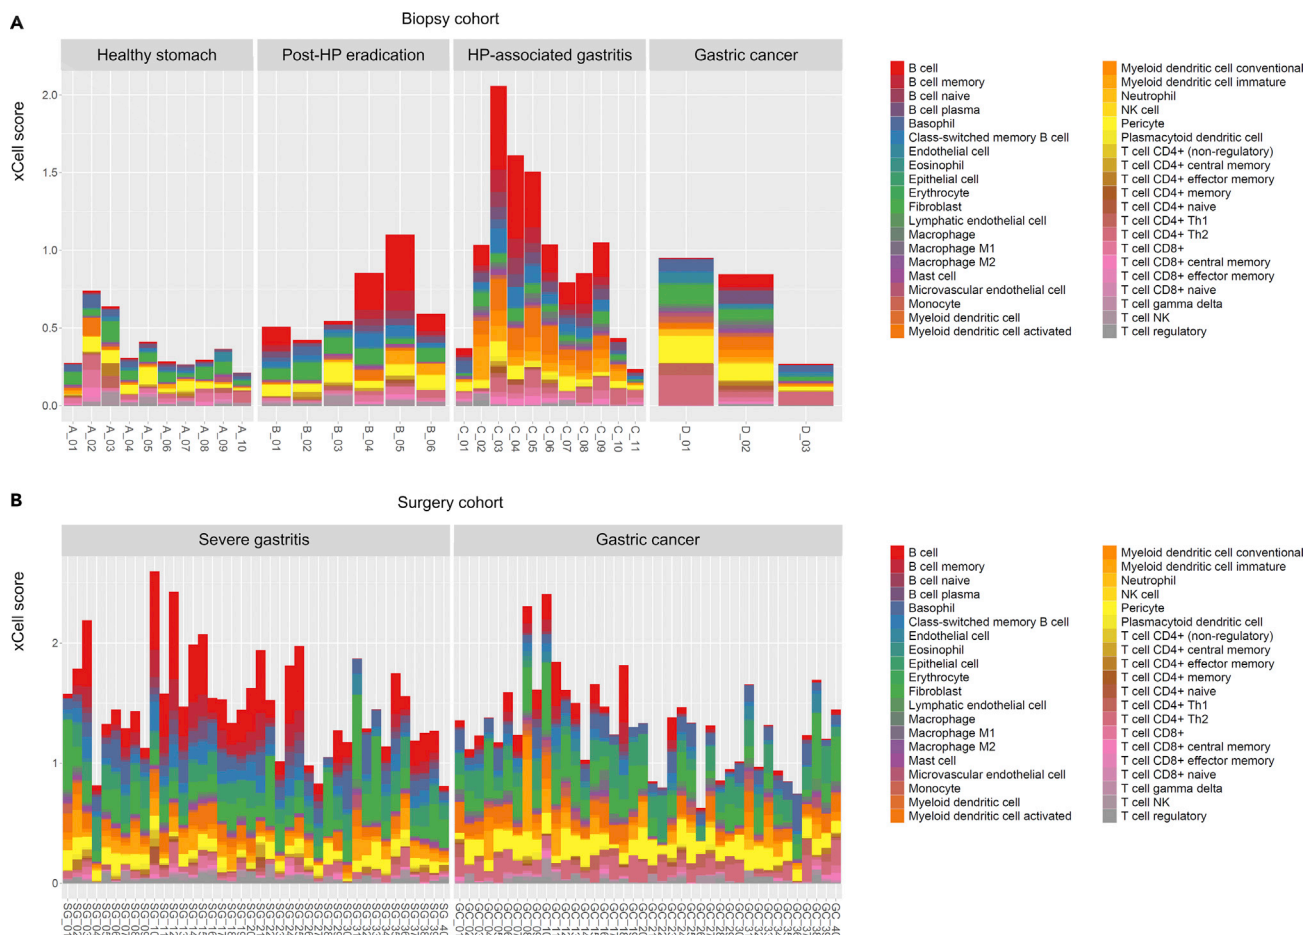 A
Biopsy cohort
Healthy stomach
Post-HP eradication
HP-associated gastritis
Gastric cancer
xCell score
2.0
1.5
1.0
0.5
0.0
A_01
A_02
A_03
A_04
A_05
A_06
A_07
A_08
A_09
A_10
B_01
B_02
B_03
B_04
B_05
B_06
C_01
C_02
C_03
C_04
C_05
C_06
C_07
C_08
C_09
C_10
C_11
D_01
D_02
D_03
B cell
B cell memory
B cell naive
B cell plasma
Basophil
Class-switched memory B cell
Endothelial cell
Eosinophil
Epithelial cell
Erythrocyte
Fibroblast
Lymphatic endothelial cell
Macrophage
Macrophage M1
Macrophage M2
Mast cell
Microvascular endothelial cell
Monocyte
Myeloid dendritic cell
Myeloid dendritic cell activated
Myeloid dendritic cell conventional
Myeloid dendritic cell immature
Neutrophil
NK cell
Pericyte
Plasmacytoid dendritic cell
T cell CD4+ (non-regulatory)
T cell CD4+ central memory
T cell CD4+ effector memory
T cell CD4+ memory
T cell CD4+ naive
T cell CD4+ Th1
T cell CD4+ Th2
T cell CD8+
T cell CD8+ central memory
T cell CD8+ effector memory
T cell CD8+ naive
T cell gamma delta
T cell NK
T cell regulatory
B
Surgery cohort
Severe gastritis
Gastric cancer
xCell score
2
1
0
B cell
B cell memory
B cell naive
B cell plasma
Basophil
Class-switched memory B cell
Endothelial cell
Eosinophil
Epithelial cell
Erythrocyte
Fibroblast
Lymphatic endothelial cell
Macrophage
Macrophage M1
Macrophage M2
Mast cell
Microvascular endothelial cell
Monocyte
Myeloid dendritic cell
Myeloid dendritic cell activated
Myeloid dendritic cell conventional
Myeloid dendritic cell immature
Neutrophil
NK cell
Pericyte
Plasmacytoid dendritic cell
T cell CD4+ (non-regulatory)
T cell CD4+ central memory
T cell CD4+ effector memory
T cell CD4+ memory
T cell CD4+ naive
T cell CD4+ Th1
T cell CD4+ Th2
T cell CD8+
T cell CD8+ central memory
T cell CD8+ effector memory
T cell CD8+ naive
T cell gamma delta
T cell NK
T cell regulatory